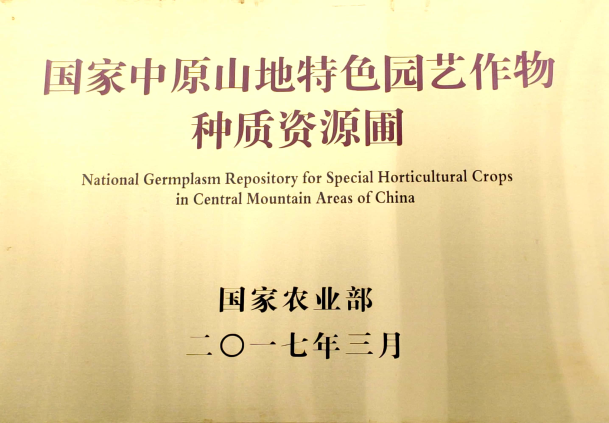 国家中原山地特色园艺作物
种质资源圃
National Germplasm Repository for Special Horticultural Crops
in Central Mountain Areas of China
国家农业部
二〇一七年三月